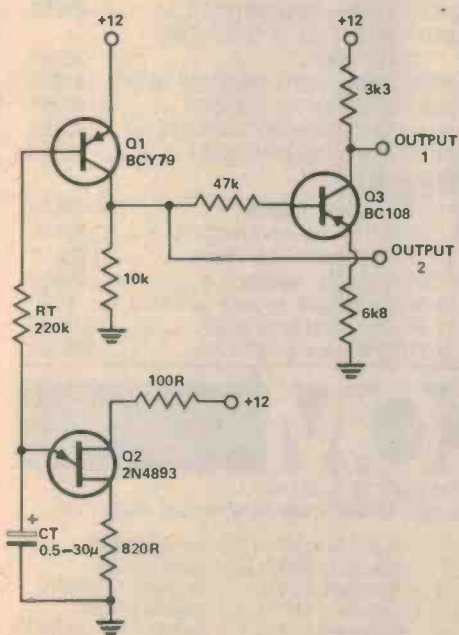 +12
+12
3k3
Q1
BCY79
OUTPUT
1
47k
Q3
BC108
OUTPUT
2
10k
RT
220k
6k8
100R
+12
Q2
2N4893
+
CT
0.5–30μ
820R